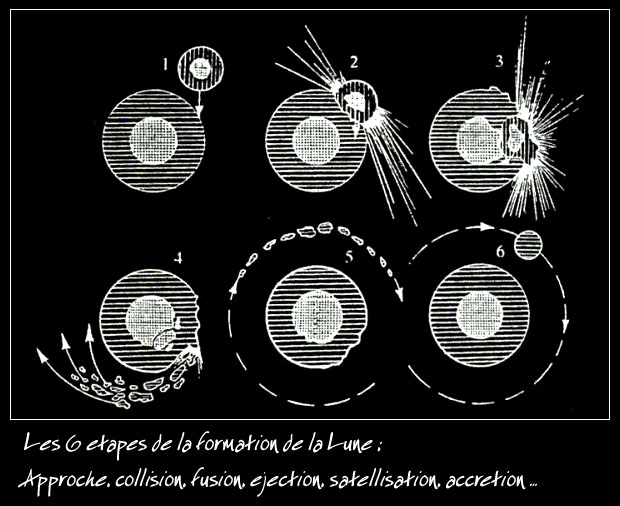 1 2 3
4 5 6
Les 6 etapes de la formation de la Lune :
Approche, collision, fusion, ejection, satellisation, accretion ...